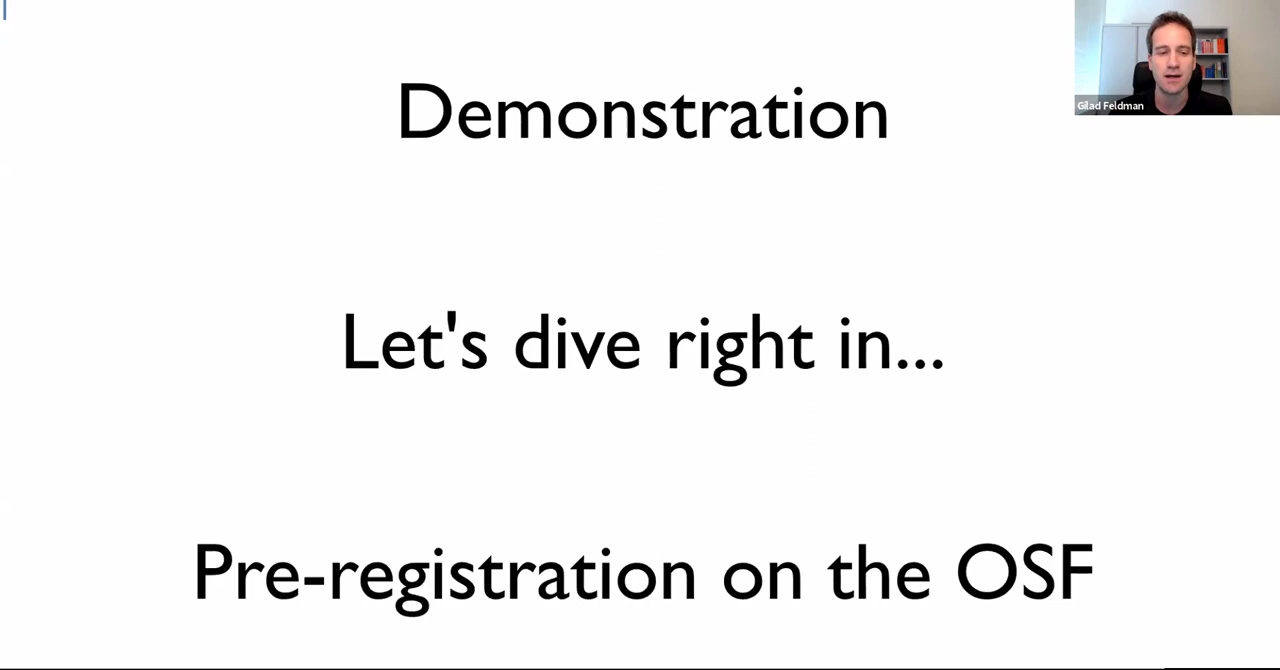 Demonstration
Gilad Feldman
Let's dive right in...
Pre-registration on the OSF